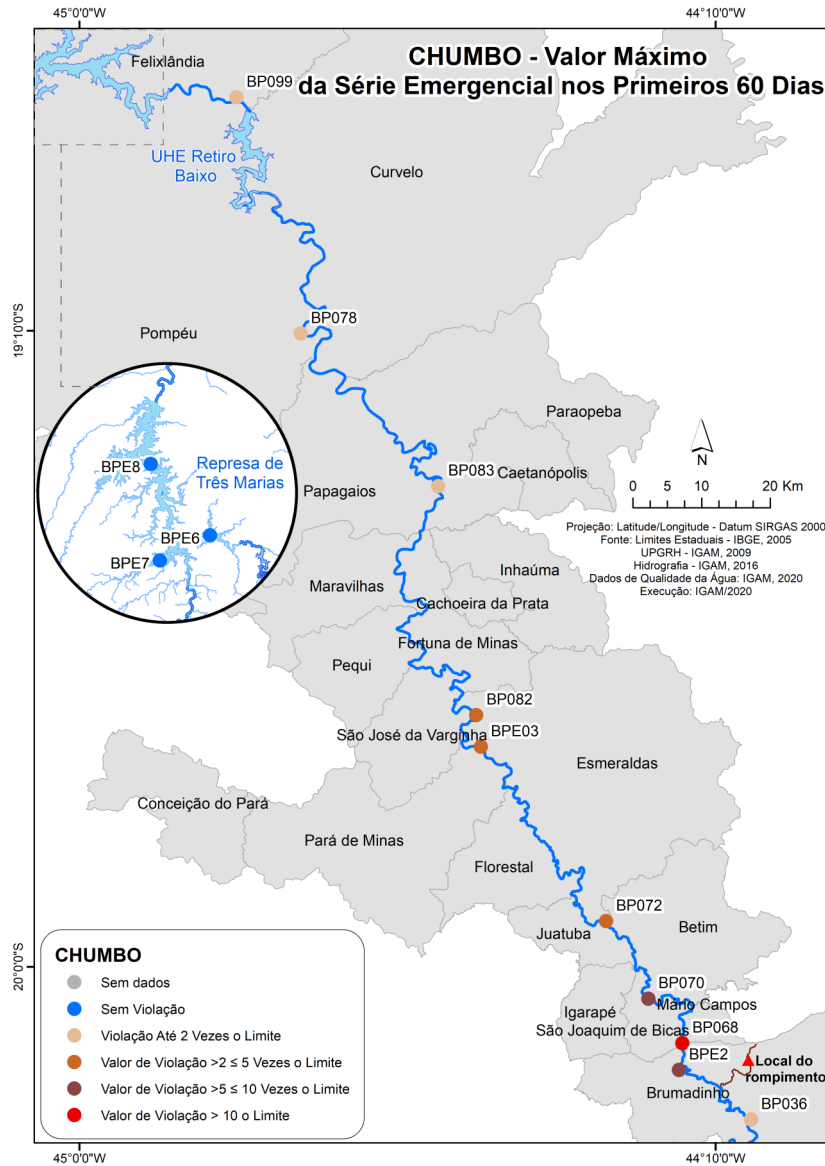 45°0'0"W
44°10'0"W
CHUMBO - Valor Máximo
da Série Emergencial nos Primeiros 60 Dias
Felixlândia
BP099
UHE Retiro
Baixo
Curvelo
19°10'0"S
BP078
Pompéu
Paraopeba
BP083
Caetanópolis
Papagaios
N
0 5 10 20 Km
BPE8
Represa de
Três Marias
BPE6
BPE7
Projeção: Latitude/Longitude - Datum SIRGAS 2000
Fonte: Limites Estaduais - IBGE, 2005
UPGRH - IGAM, 2009
Hidrografia - IGAM, 2016
Dados de Qualidade da Água: IGAM, 2020
Execução: IGAM/2020
Inhaúma
Maravilhas
Cachoeira da Prata
Fortuna de Minas
Pequi
BP082
São José da Varginha
BPE03
Esmeraldas
Conceição do Pará
Pará de Minas
Florestal
BP072
Juatuba
Betim
20°0'0"S
BP070
Mário Campos
Igarapé
São Joaquim de Bicas
BP068
BPE2
Local do
rompimento
Brumadinho
BP036
CHUMBO
Sem dados
Sem Violação
Violação Até 2 Vezes o Limite
Valor de Violação >2 ≤ 5 Vezes o Limite
Valor de Violação >5 ≤ 10 Vezes o Limite
Valor de Violação > 10 o Limite
45°0'0"W
44°10'0"W